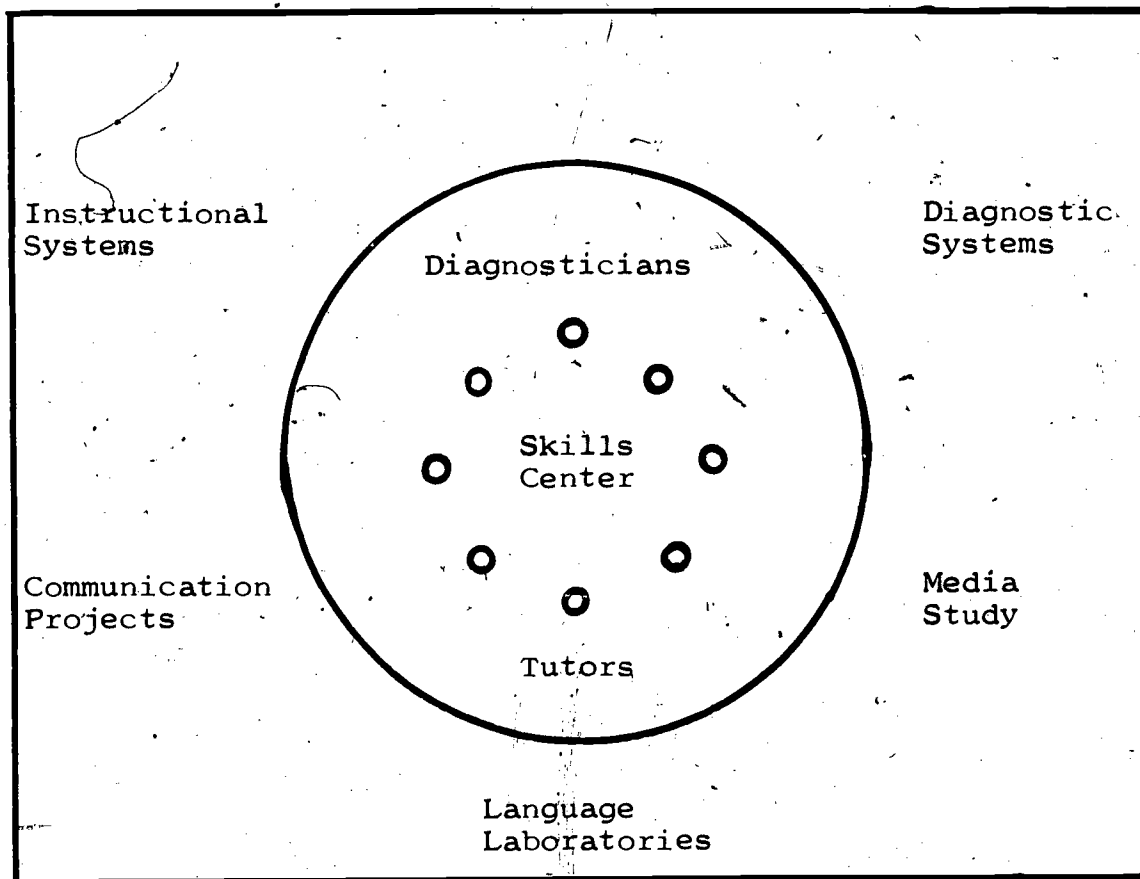 Instructional
Systems
Diagnostic
Systems
Diagnosticians
Skills
Center
Communication
Projects
Media
Study
Tutors
Language
Laboratories